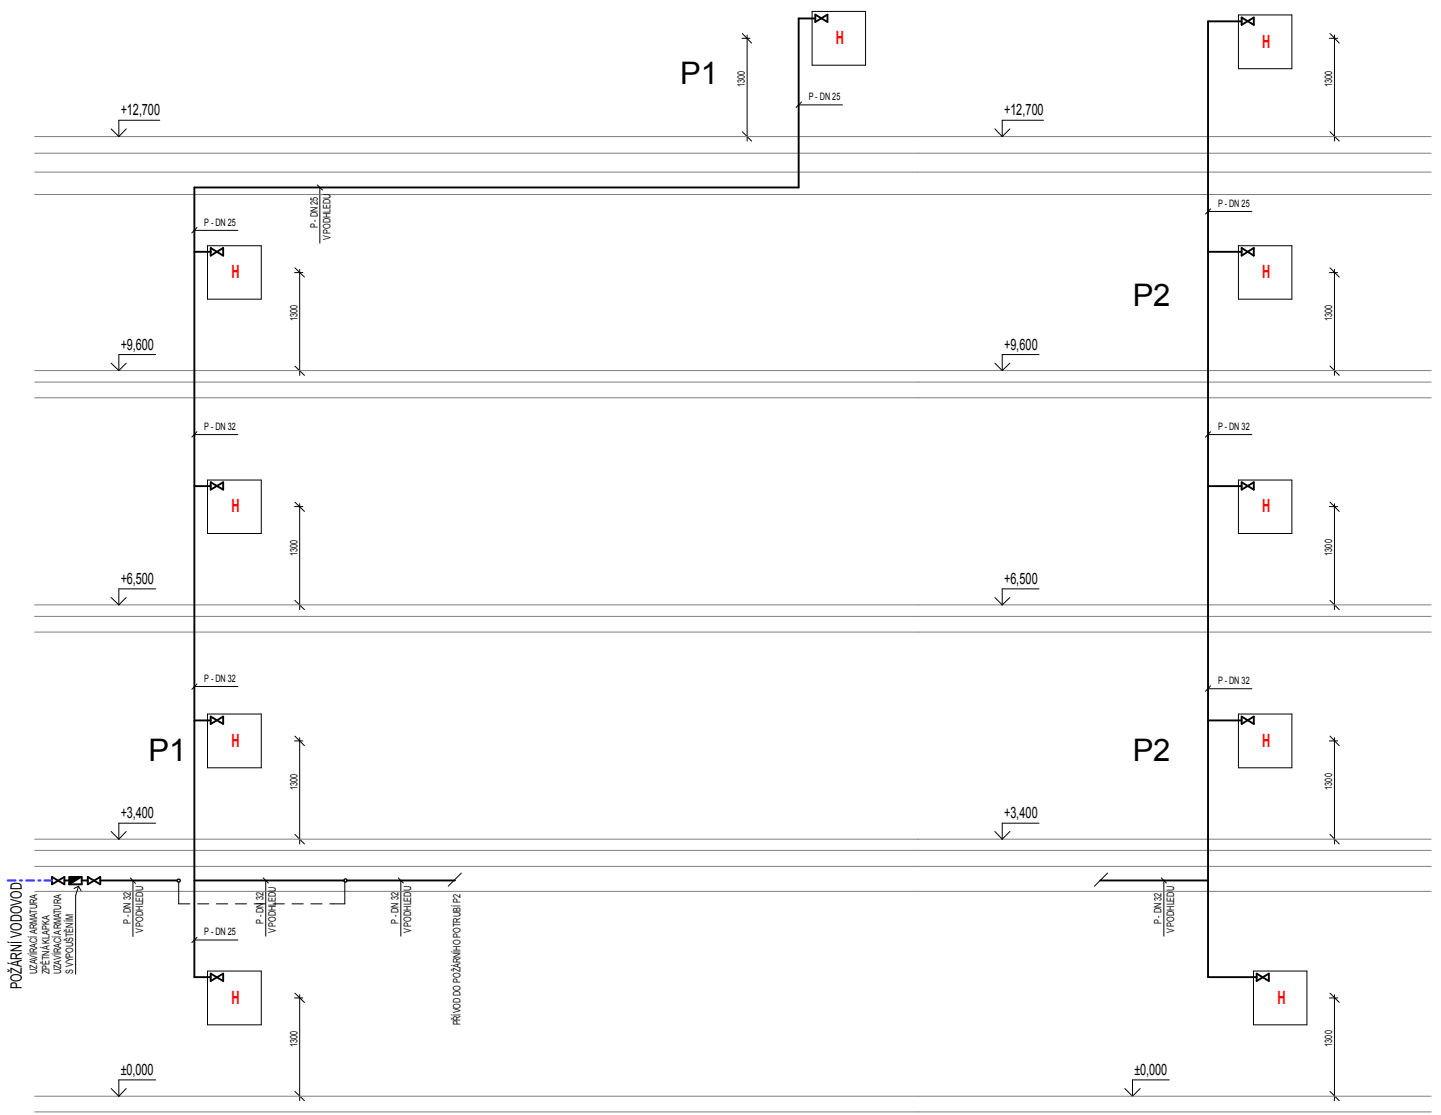 H
H
P1
1300
1300
P - DN 25
+12,700
+12,700
P - DN 25
V PODHLEDU
P - DN 25
P - DN 25
H
H
P2
1300
1300
+9,600
+9,600
P - DN 32
P - DN 32
H
H
1300
1300
+6,500
+6,500
P - DN 32
P - DN 32
H
H
P1
P2
1300
1300
+3,400
+3,400
POŽÁRNÍ VODOVOD
UZAVÍRACÍ ARMATURA
ZPĚTNÁ KLAPKA
UZAVÍRACÍ ARMATURA
S VYPOUŠTĚNÍM
P - DN 32
V PODHLEDU
P - DN 32
V PODHLEDU
P - DN 32
V PODHLEDU
PŘÍVOD DO POŽÁRNÍHO POTRUBÍ P2
P - DN 32
V PODHLEDU
P - DN 25
H
H
1300
1300
±0,000
±0,000